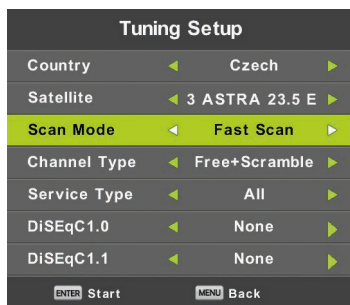 Tuning Setup
Country Czech
Satellite 3 ASTRA 23.5 E
Scan Mode Fast Scan
Channel Type Free+Scramble
Service Type All
DiSEqC1.0 None
DiSEqC1.1 None
ENTER Start MENU Back